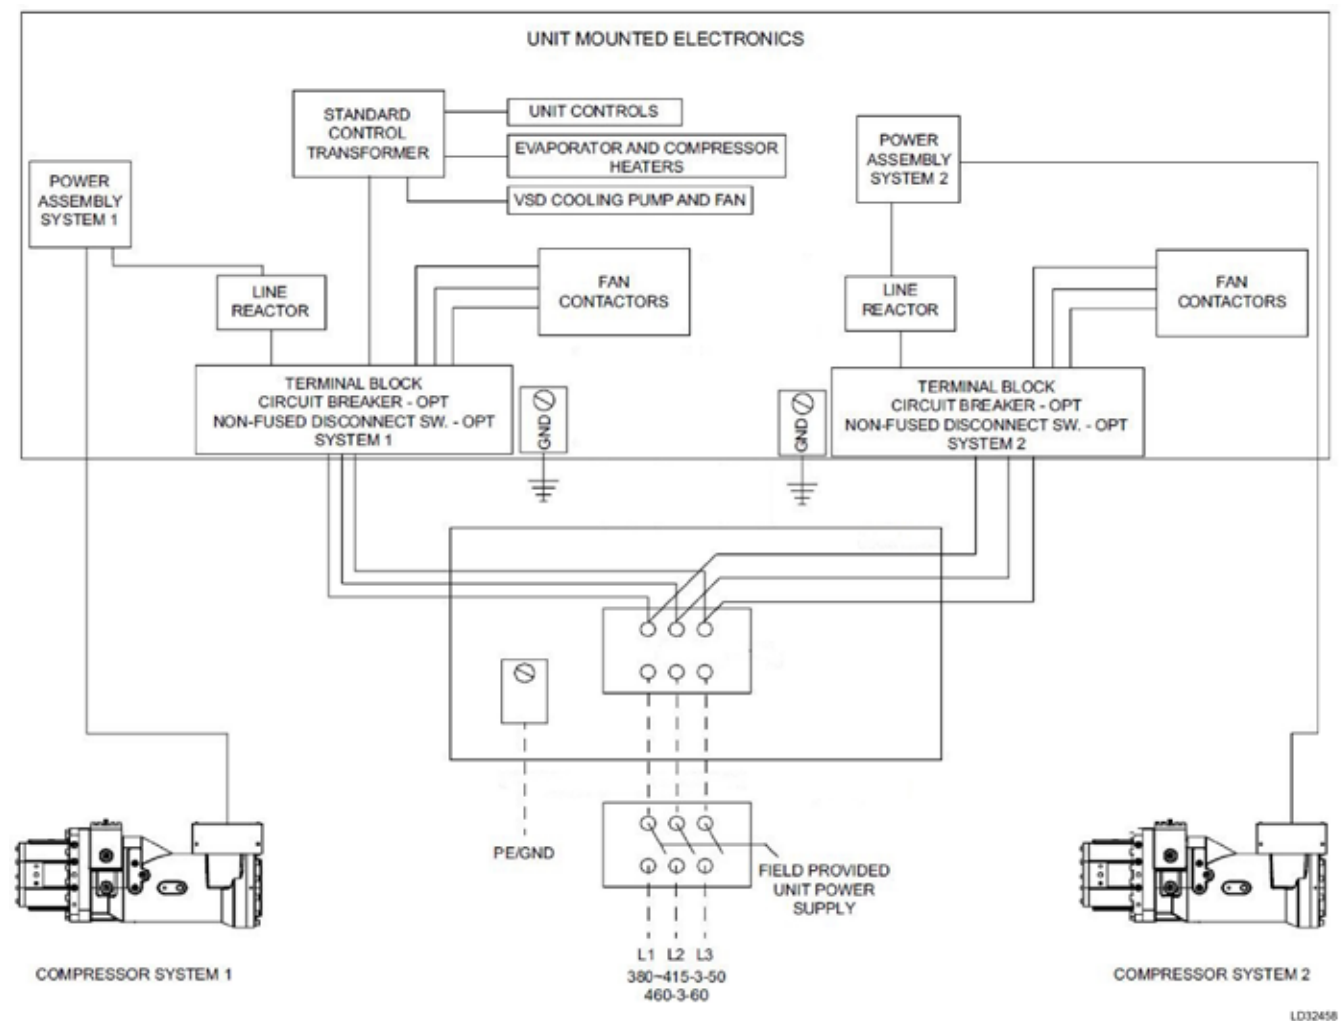 UNIT MOUNTED ELECTRONICS
STANDARD
CONTROL
TRANSFORMER
UNIT CONTROLS
EVAPORATOR AND COMPRESSOR
HEATERS
VSD COOLING PUMP AND FAN
POWER
ASSEMBLY
SYSTEM 1
POWER
ASSEMBLY
SYSTEM 2
LINE
REACTOR
FAN
CONTACTORS
LINE
REACTOR
FAN
CONTACTORS
TERMINAL BLOCK
CIRCUIT BREAKER - OPT
NON-FUSED DISCONNECT SW. - OPT
SYSTEM 1
GND
GND
TERMINAL BLOCK
CIRCUIT BREAKER - OPT
NON-FUSED DISCONNECT SW. - OPT
SYSTEM 2
PE/GND
FIELD PROVIDED
UNIT POWER
SUPPLY
L1 L2 L3
380~415-3-50
460-3-60
COMPRESSOR SYSTEM 1
COMPRESSOR SYSTEM 2
LD32458